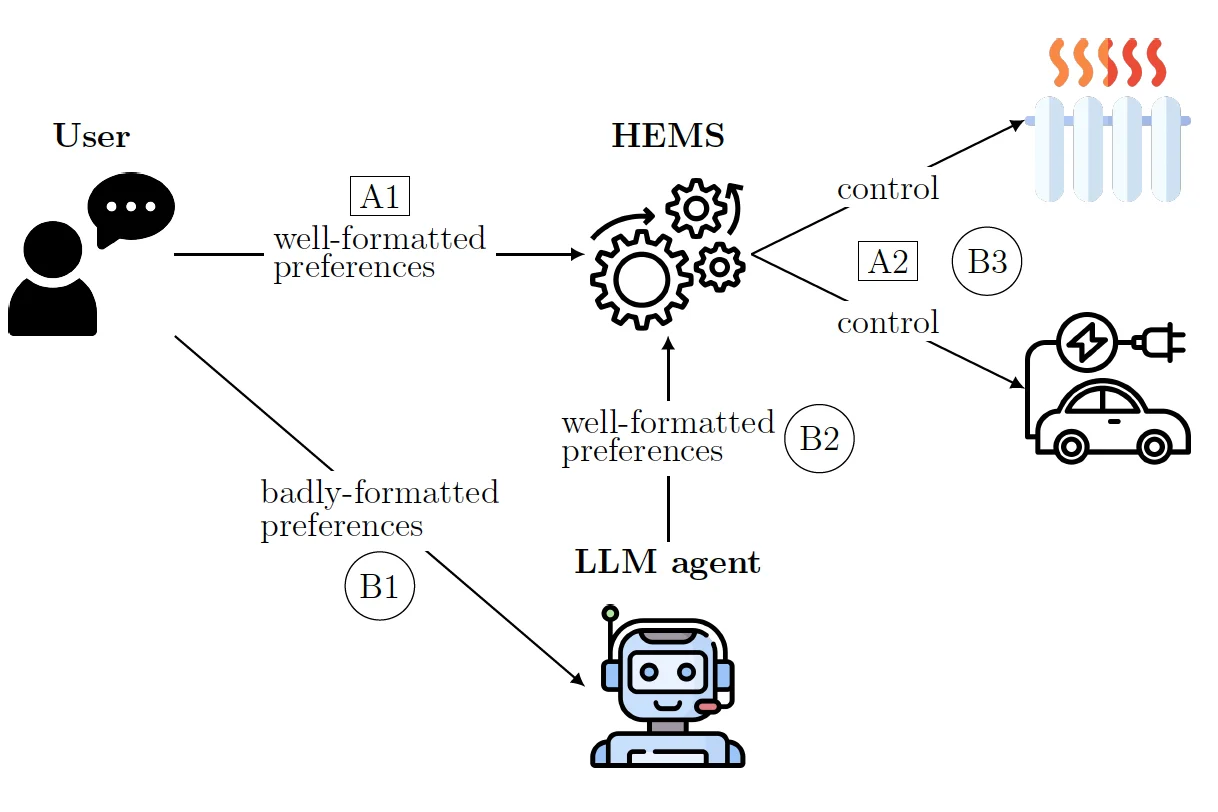 User
HEMS
A1
well-formatted
preferences
control
A2
B3
control
well-formatted
preferences
B2
badly-formatted
preferences
B1
LLM agent